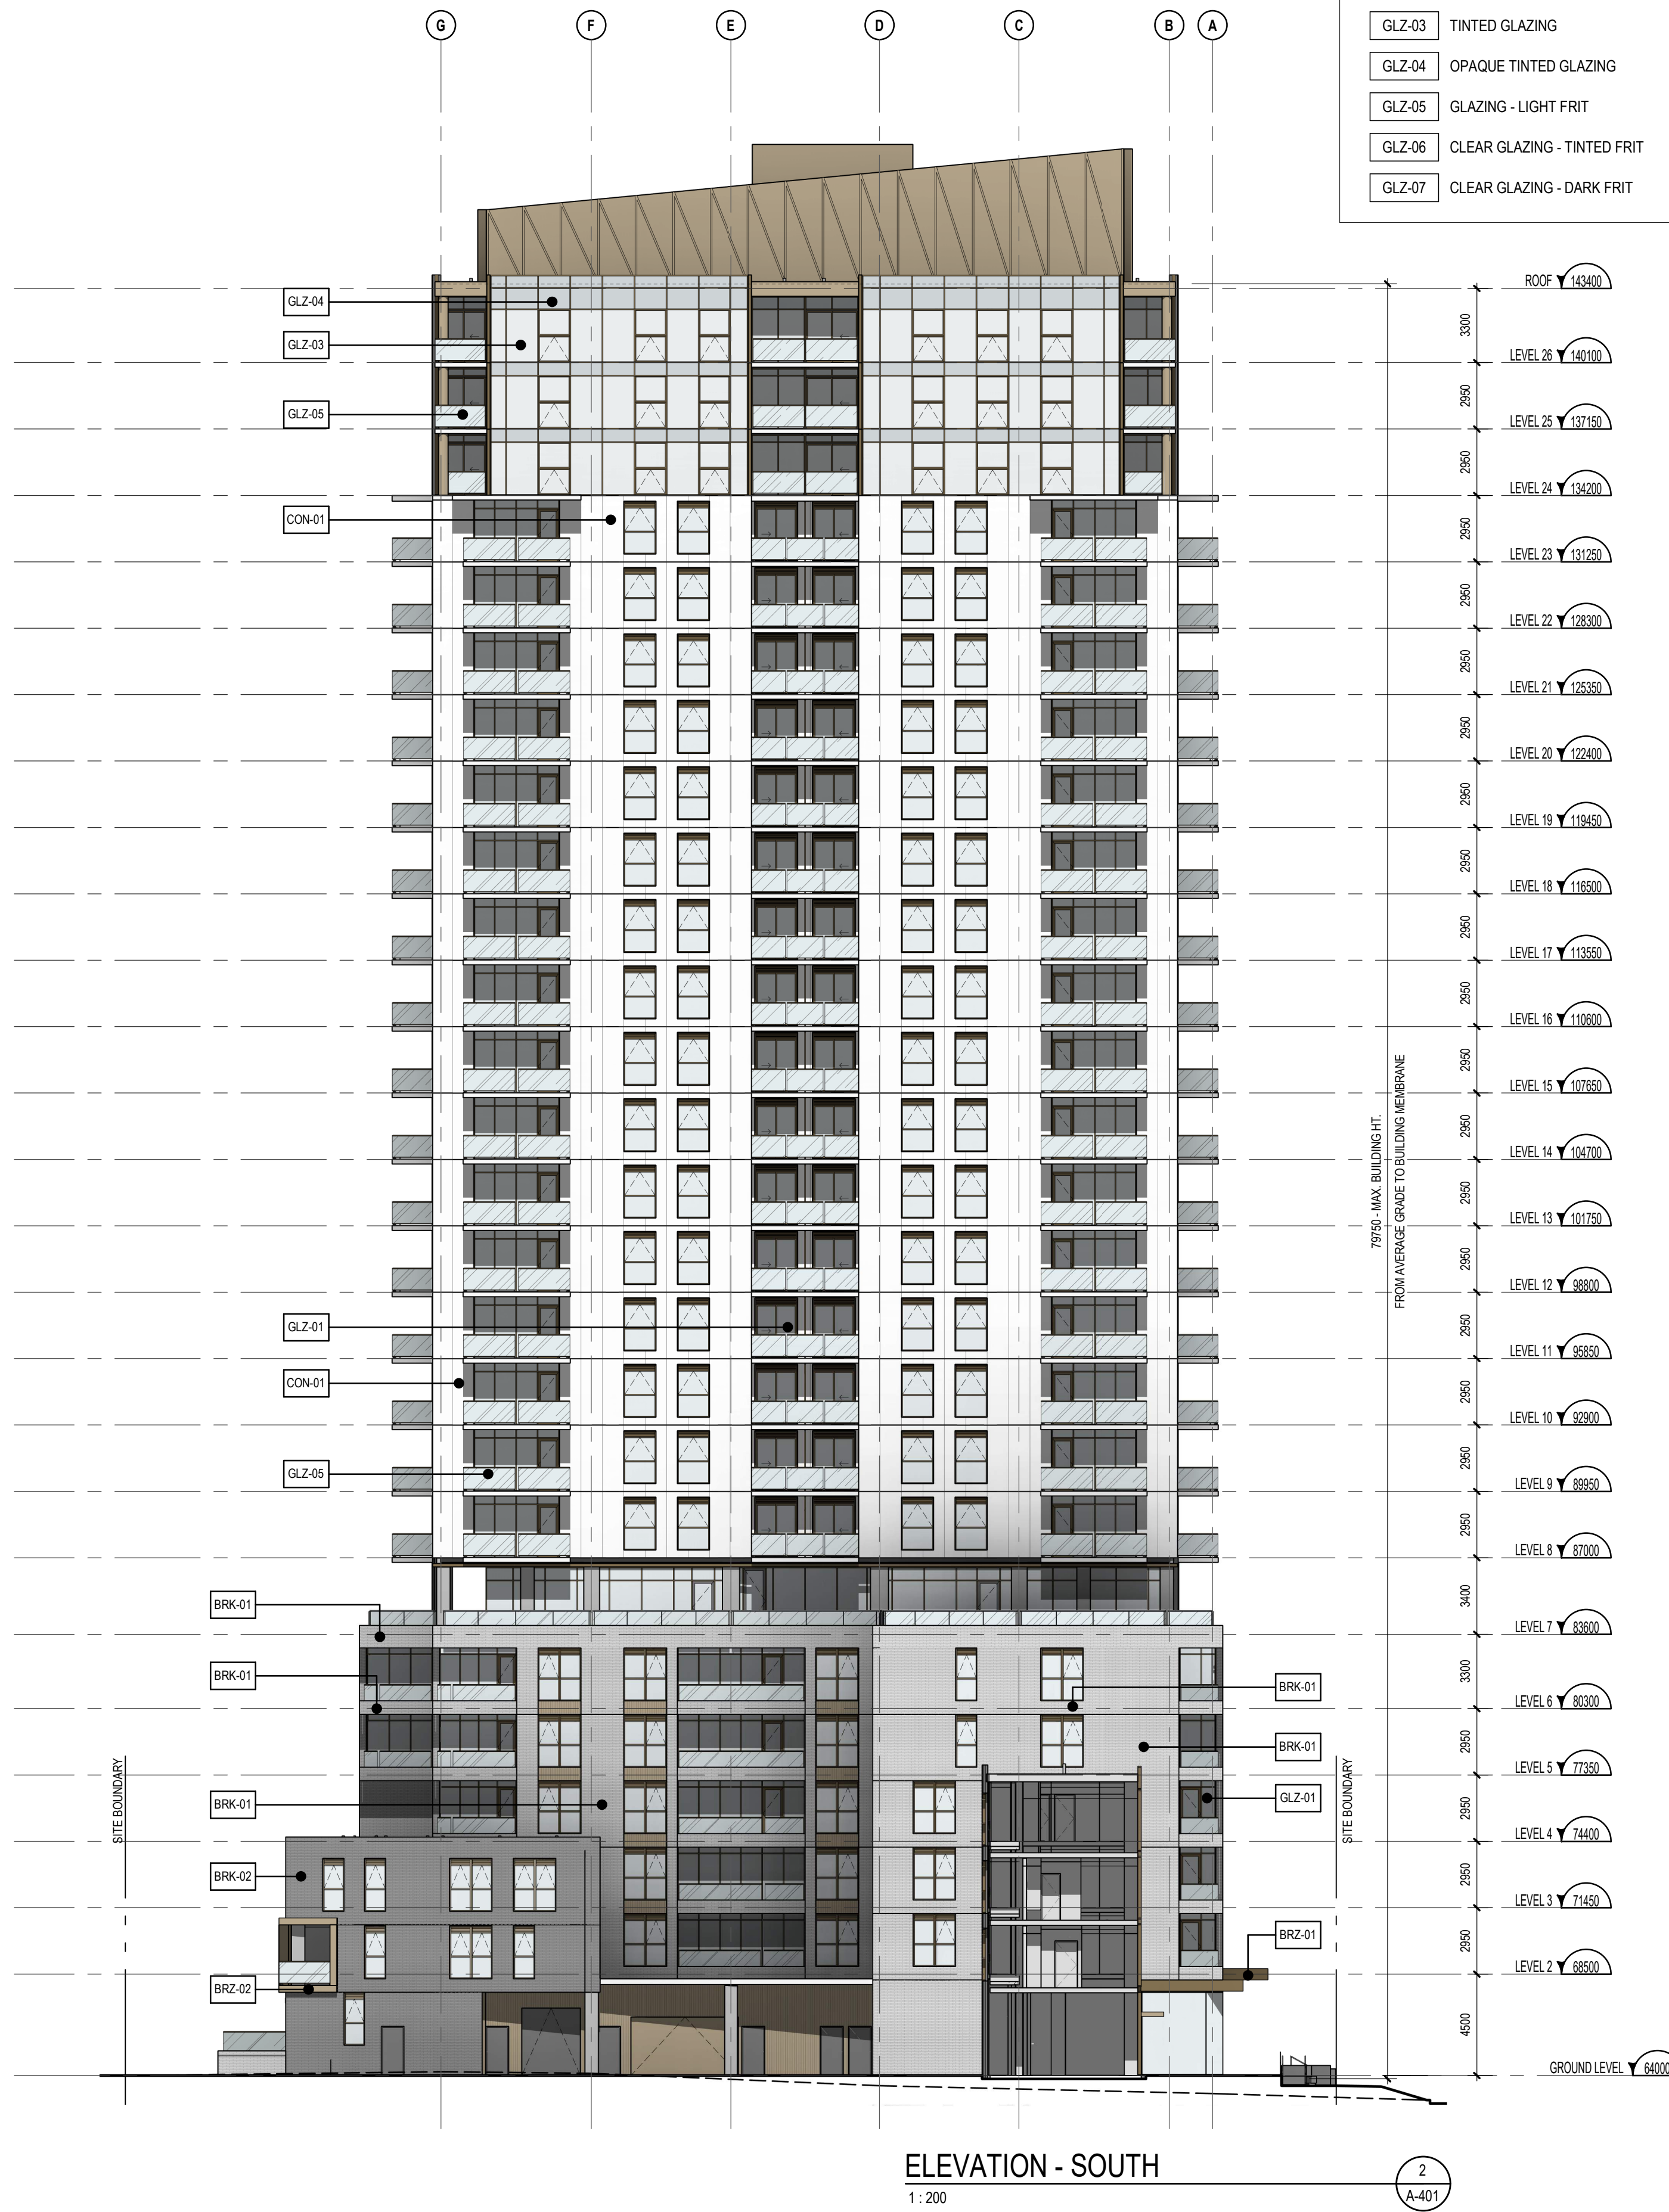 G F E D C B A
GLZ-03 TINTED GLAZING
GLZ-04 OPAQUE TINTED GLAZING
GLZ-05 GLAZING - LIGHT FRIT
GLZ-06 CLEAR GLAZING - TINTED FRIT
GLZ-07 CLEAR GLAZING - DARK FRIT
ROOF 143400
GLZ-04
3300
GLZ-03
LEVEL 26 140100
2950
GLZ-05
LEVEL 25 137150
2950
LEVEL 24 134200
CON-01
2950
LEVEL 23 131250
2950
LEVEL 22 128300
2950
LEVEL 21 125350
2950
LEVEL 20 122400
2950
LEVEL 19 119450
2950
LEVEL 18 116500
2950
LEVEL 17 113550
2950
LEVEL 16 110600
2950
LEVEL 15 107650
2950
LEVEL 14 104700
2950
LEVEL 13 101750
79750 - MAX. BUILDING HT.
FROM AVERAGE GRADE TO BUILDING MEMBRANE
2950
LEVEL 12 98800
GLZ-01
2950
LEVEL 11 95850
CON-01
2950
LEVEL 10 92900
GLZ-05
2950
LEVEL 9 89950
2950
LEVEL 8 87000
BRK-01
3400
LEVEL 7 83600
BRK-01
3300
BRK-01
LEVEL 6 80300
BRK-01
2950
SITE BOUNDARY
SITE BOUNDARY
LEVEL 5 77350
BRK-01
GLZ-01
2950
LEVEL 4 74400
BRK-02
2950
LEVEL 3 71450
BRZ-01
2950
LEVEL 2 68500
BRZ-02
4500
GROUND LEVEL 64000
ELEVATION - SOUTH
1 : 200
2
A-401